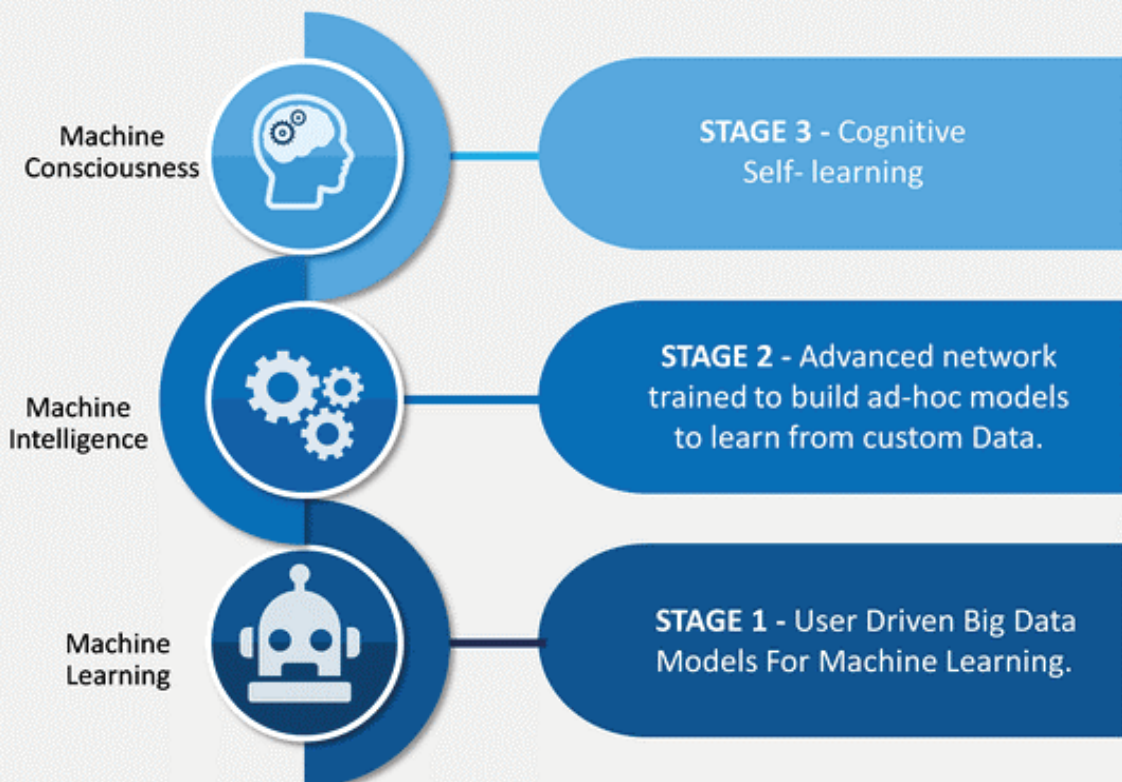 Machine
Consciousness
STAGE 3 - Cognitive
Self- learning
Machine
Intelligence
STAGE 2 - Advanced network
trained to build ad-hoc models
to learn from custom Data.
Machine
Learning
STAGE 1 - User Driven Big Data
Models For Machine Learning.